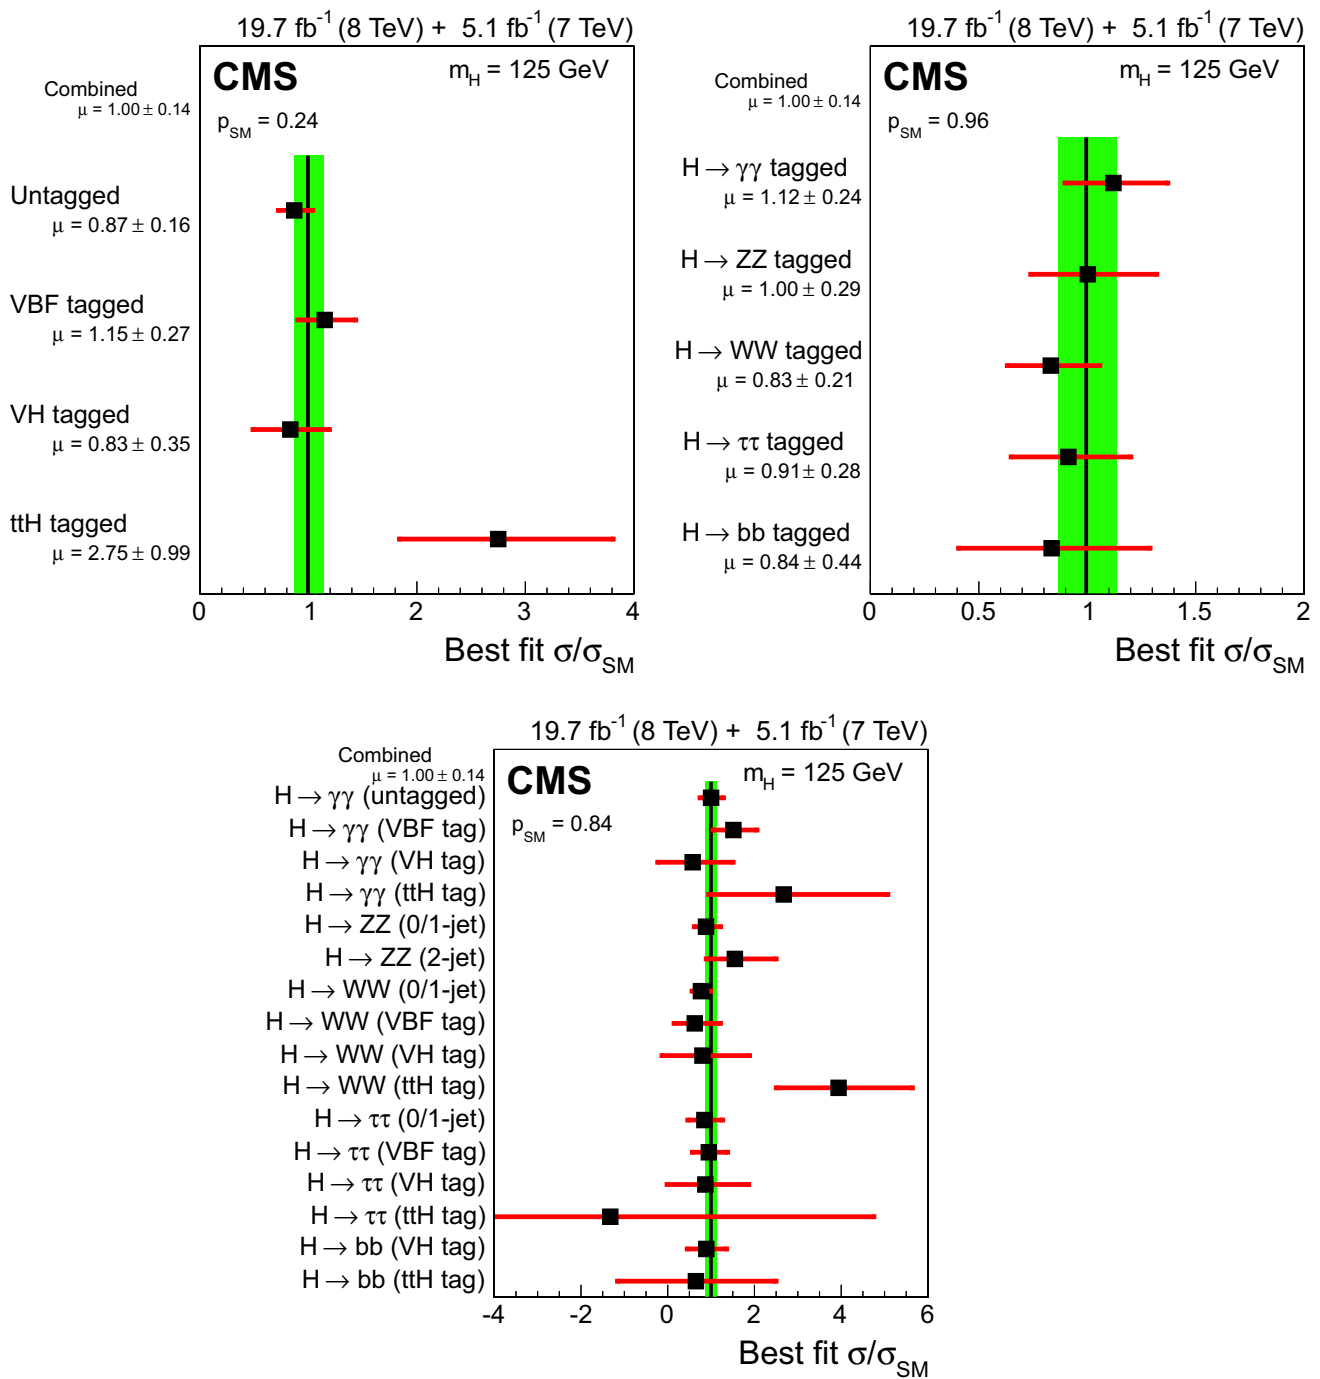 19.7 fb⁻¹ (8 TeV) + 5.1 fb⁻¹ (7 TeV)
CMS
m_H = 125 GeV
Combined
μ = 1.00 ± 0.14
p_SM = 0.24
Untagged
μ = 0.87 ± 0.16
VBF tagged
μ = 1.15 ± 0.27
VH tagged
μ = 0.83 ± 0.35
ttH tagged
μ = 2.75 ± 0.99
0 1 2 3 4
Best fit σ/σ_SM
19.7 fb⁻¹ (8 TeV) + 5.1 fb⁻¹ (7 TeV)
CMS
m_H = 125 GeV
Combined
μ = 1.00 ± 0.14
p_SM = 0.96
H → γγ tagged
μ = 1.12 ± 0.24
H → ZZ tagged
μ = 1.00 ± 0.29
H → WW tagged
μ = 0.83 ± 0.21
H → ττ tagged
μ = 0.91 ± 0.28
H → bb tagged
μ = 0.84 ± 0.44
0 0.5 1 1.5 2
Best fit σ/σ_SM
19.7 fb⁻¹ (8 TeV) + 5.1 fb⁻¹ (7 TeV)
Combined
μ = 1.00 ± 0.14
CMS
m_H = 125 GeV
p_SM = 0.84
H → γγ (untagged)
H → γγ (VBF tag)
H → γγ (VH tag)
H → γγ (ttH tag)
H → ZZ (0/1-jet)
H → ZZ (2-jet)
H → WW (0/1-jet)
H → WW (VBF tag)
H → WW (VH tag)
H → WW (ttH tag)
H → ττ (0/1-jet)
H → ττ (VBF tag)
H → ττ (VH tag)
H → ττ (ttH tag)
H → bb (VH tag)
H → bb (ttH tag)
-4 -2 0 2 4 6
Best fit σ/σ_SM